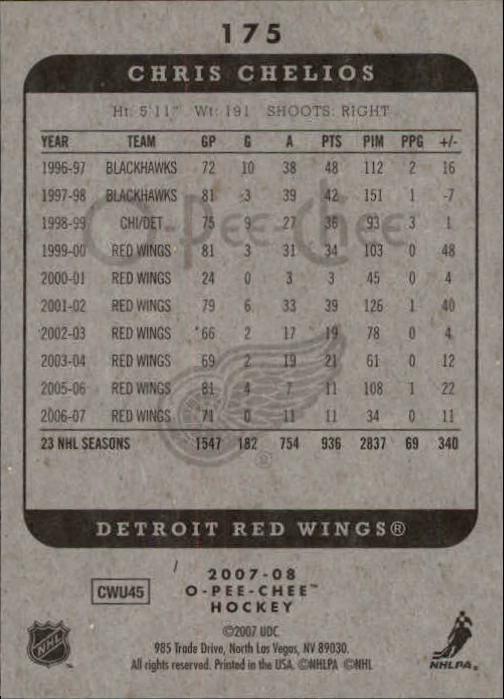 175
CHRIS CHELIOS
Ht: 5'11" Wt: 191 SHOOTS: RIGHT
YEAR TEAM GP G A PTS PIM PPG +/-
1996-97 BLACKHAWKS 72 10 38 48 112 2 16
1997-98 BLACKHAWKS 81 3 39 42 151 1 -7
1998-99 CHI/DET 75 9 27 36 93 3 1
1999-00 RED WINGS 81 3 31 34 103 0 48
2000-01 RED WINGS 24 0 3 3 45 0 4
2001-02 RED WINGS 79 6 33 39 126 1 40
2002-03 RED WINGS 66 2 17 19 78 0 4
2003-04 RED WINGS 69 2 19 21 61 0 12
2005-06 RED WINGS 81 4 7 11 108 1 22
2006-07 RED WINGS 71 0 11 11 34 0 11
23 NHL SEASONS 1547 182 754 936 2837 69 340
O-Pee-Chee
®
DETROIT RED WINGS®
CWU45
2007-08
O-PEE-CHEE™
HOCKEY
©2007 UDC
985 Trade Drive, North Las Vegas, NV 89030.
All rights reserved. Printed in the USA. ©NHLPA ©NHL
NHL
NHLPA®